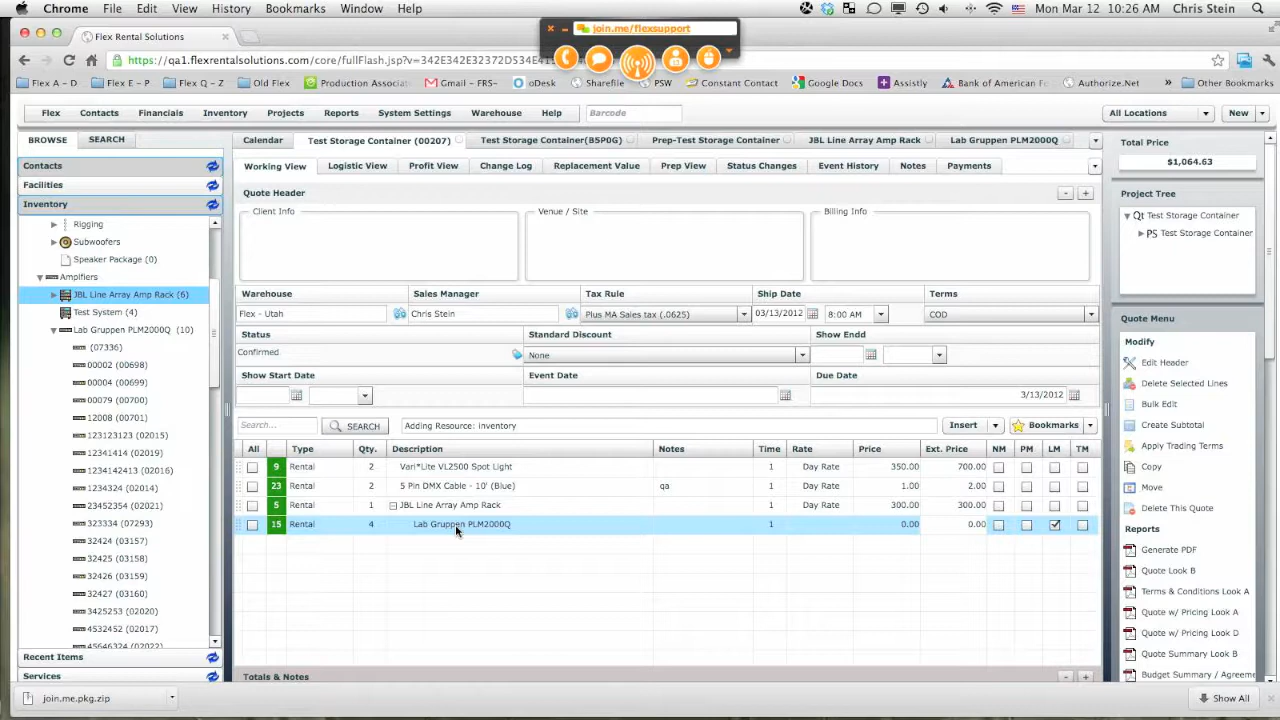 Chrome File Edit View History Bookmarks Window Help Mon Mar 12 10:26 AM Chris Stein
join.me/flexsupport
Flex Rental Solutions
https://qa1.flexrentalsolutions.com/core/fullFlash.jsp?v=342E342E32372D534E41
Flex A - D Flex E - P Flex Q - Z Old Flex Production Associat Gmail - FRS- oDesk Sharefile PSW Constant Contact Google Docs Assistly Bank of American Fo Authorize.Net » Other Bookmarks
Flex Contacts Financials Inventory Projects Reports System Settings Warehouse Help Barcode All Locations New
BROWSE SEARCH
Calendar Test Storage Container (00207) Test Storage Container(B5P0G) Prep-Test Storage Container JBL Line Array Amp Rack Lab Gruppen PLM2000Q
Working View Logistic View Profit View Change Log Replacement Value Prep View Status Changes Event History Notes Payments
Contacts
Facilities
Inventory
Rigging
Subwoofers
Speaker Package (0)
Amplfiers
JBL Line Array Amp Rack (6)
Test System (4)
Lab Gruppen PLM2000Q (10)
(07336)
00002 (00698)
00004 (00699)
00079 (00700)
12008 (00701)
123123123 (02015)
12340414 (02019)
1234142413 (02016)
1234324 (02014)
23452354 (02021)
323334 (07293)
32424 (03157)
32425 (03158)
32426 (03159)
32427 (03160)
3425253 (02020)
4532452 (02017)
45646324 (02022)
Recent Items
Services
Quote Header
Client Info Venue / Site Billing Info
Warehouse Sales Manager Tax Rule Ship Date Terms
Flex - Utah Chris Stein Plus MA Sales tax (.0625) 03/13/2012 8:00 AM COD
Status Standard Discount Show Endd
Confirmed None
Show Start Date Event Date Due Date
3/13/2012
Search... SEARCH Adding Resource: inventory Insert Bookmarks
All Type Qty. Description Notes Time Rate Price Ext. Price NM PM LM TM
9 Rental 2 Vari*Lite VL2500 Spot Light 1 Day Rate 350.00 700.00
23 Rental 2 5 Pin DMX Cable - 10' (Blue) qa 1 Day Rate 1.00 2.00
5 Rental 1 JBL Line Array Amp Rack 1 Day Rate 300.00 300.00
15 Rental 4 Lab Gruppen PLM2000Q 1 0.00 0.00
Totals & Notes
Total Price
$1,064.63
Project Tree
Qt Test Storage Container
PS Test Storage Container
Quote Menu
Modify
Edit Header
Delete Selected Lines
Bulk Edit
Create Subtotal
Apply Trading Terms
Copy
Move
Delete This Quote
Reports
Generate PDF
Quote Look B
Terms & Conditions Look A
Quote w/ Pricing Look A
Quote w/ Pricing Look D
Quote Summary Look B
Budget Summary / Agreeme
join.me.pkg.zip Show All